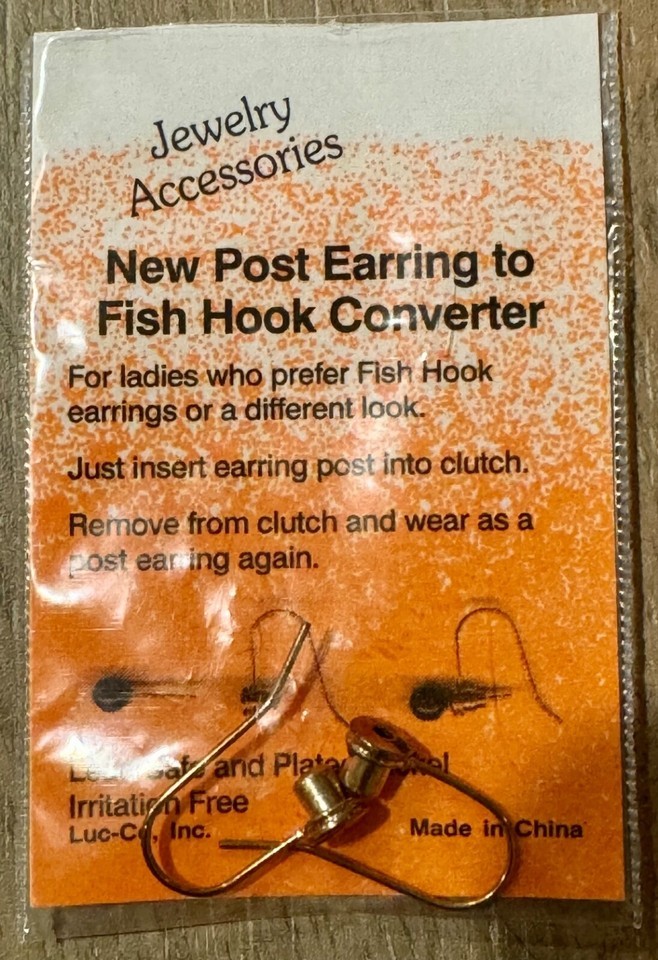 Jewelry
Accessories
New Post Earring to
Fish Hook Converter
For ladies who prefer Fish Hook
earrings or a different look.
Just insert earring post into clutch.
Remove from clutch and wear as a
post earring again.
Safe and Plated
Irritation Free
Luc-Co, Inc.
Made in China